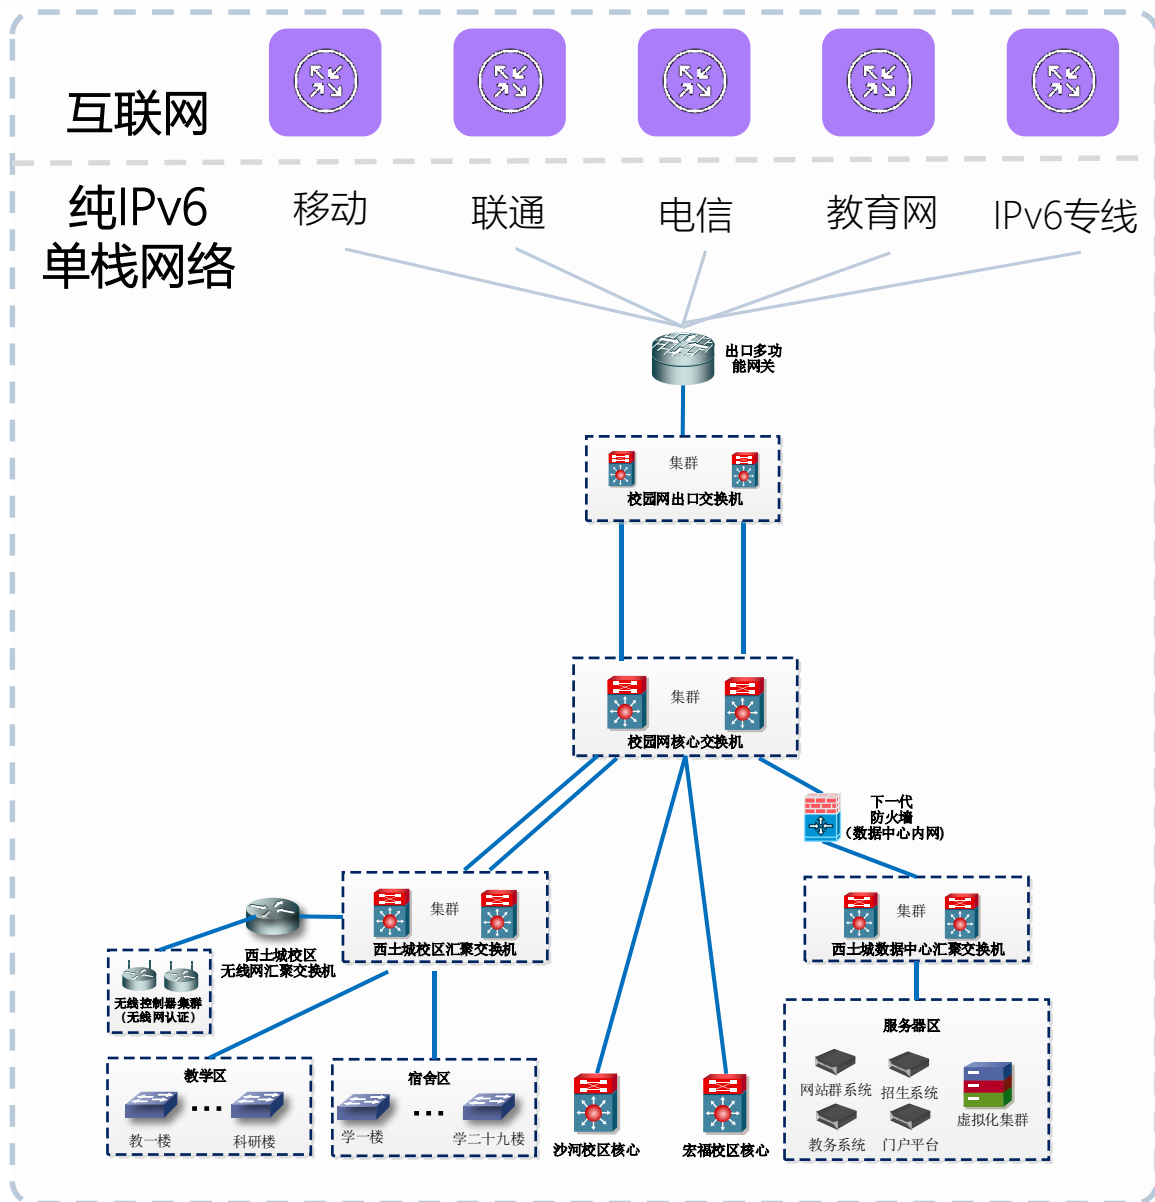 互联网
纯IPv6
单栈网络
移动
联通
电信
教育网
IPv6专线
出口多功
能网关
集群
校园网出口交换机
集群
校园网核心交换机
下一代
防火墙
（数据中心内网)
集群
西土城校区汇聚交换机
集群
西土城数据中心汇聚交换机
西土城校区
无线网汇聚交换机
无线控制器集群
(无线网认证)
教学区
教一楼
...
科研楼
宿舍区
学一楼
...
学二十九楼
沙河校区核心
宏福校区核心
服务器区
网站群系统
招生系统
教务系统
门户平台
虚拟化集群